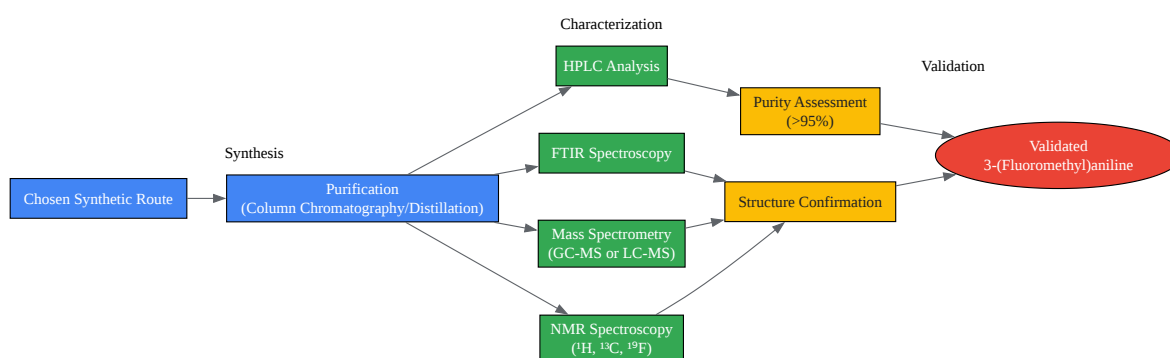 Characterization
HPLC Analysis
Validation
Purity Assessment
(>95%)
Synthesis
FTIR Spectroscopy
Validated
3-(Fluoromethyl)aniline
Chosen Synthetic Route
Purification
(Column Chromatography/Distillation)
Structure Confirmation
Mass Spectrometry
(GC-MS or LC-MS)
NMR Spectroscopy
(¹H, ¹³C, ¹⁹F)